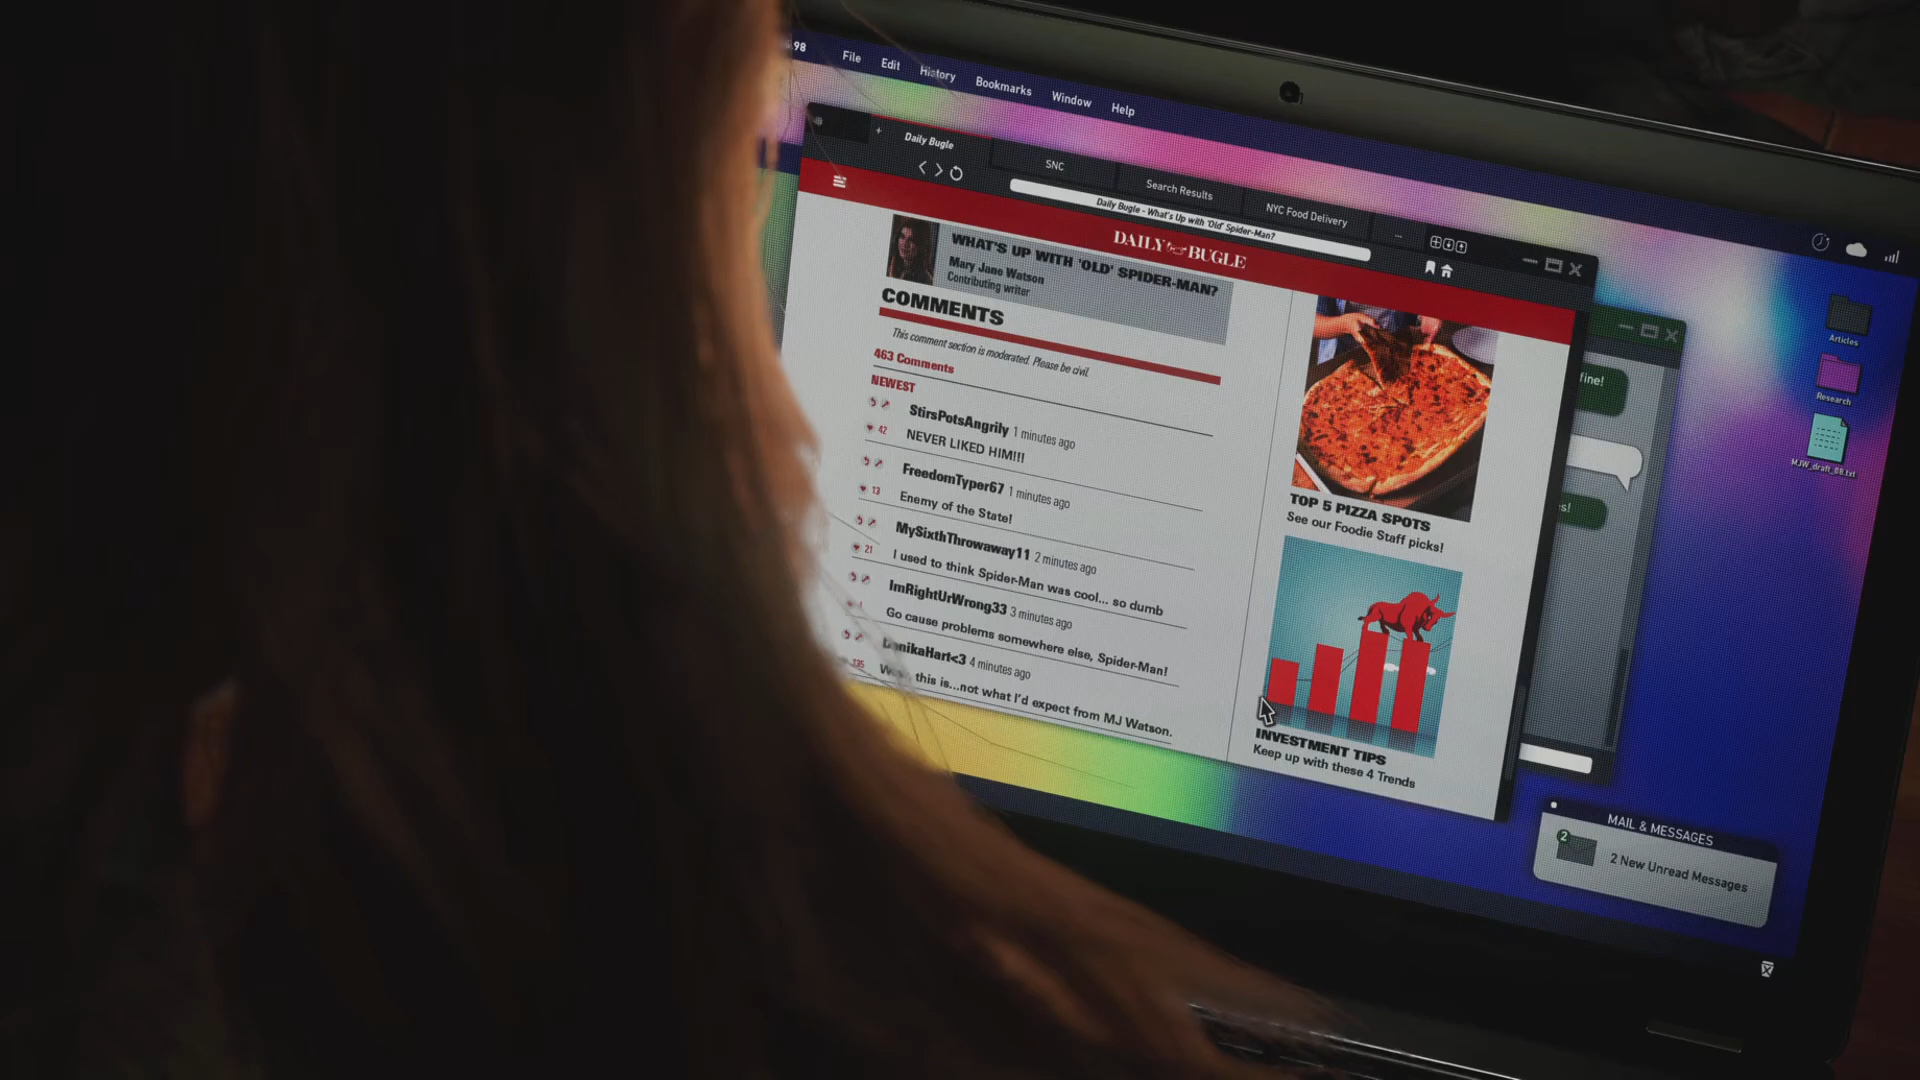 98 File Edit History Bookmarks Window Help
Daily Bugle
SNC
Search Results
NYC Food Delivery
...
Daily Bugle - What's Up with 'Old' Spider-Man?
DAILY BUGLE
WHAT'S UP WITH 'OLD' SPIDER-MAN?
Mary Jane Watson
Contributing writer
COMMENTS
This comment section is moderated. Please be civil.
463 Comments
NEWEST
StirsPotsAngrily 1 minutes ago
42 NEVER LIKED HIM!!!
FreedomTyper67 1 minutes ago
13 Enemy of the State!
MySixthThrowaway11 2 minutes ago
21 I used to think Spider-Man was cool... so dumb
ImRightUrWrong33 3 minutes ago
Go cause problems somewhere else, Spider-Man!
4 minutes ago
this is...not what I'd expect from MJ Watson.
TOP 5 PIZZA SPOTS
See our Foodie Staff picks!
INVESTMENT TIPS
Keep up with these 4 Trends
fine!
Articles
Research
MJW_draft_08.txt
MAIL & MESSAGES
2
2 New Unread Messages